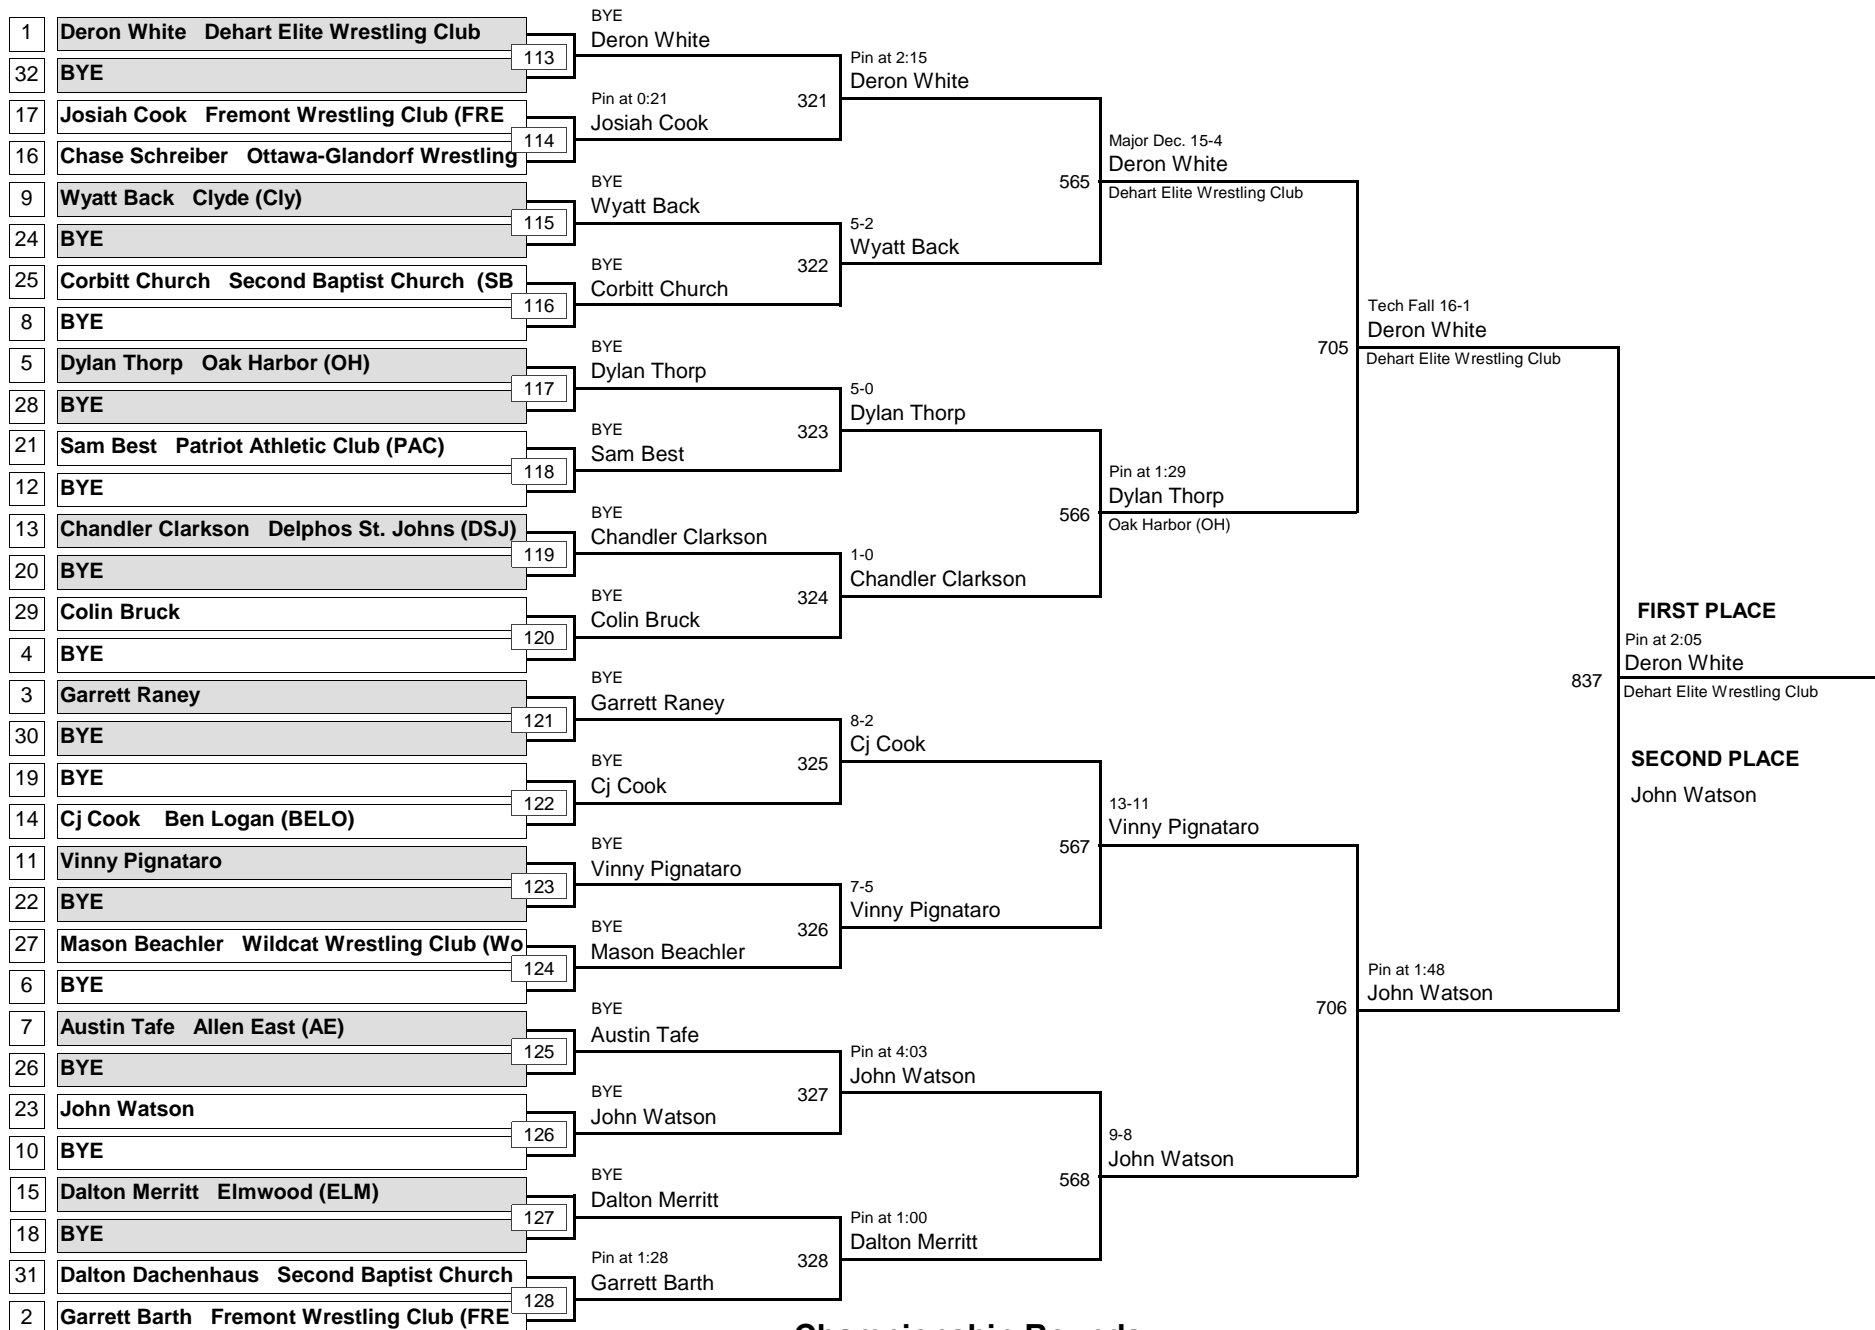 1 Deron White Dehart Elite Wrestling Club
32 BYE
113
17 Josiah Cook Fremont Wrestling Club (FRE
16 Chase Schreiber Ottawa-Glandorf Wrestling
114
9 Wyatt Back Clyde (Cly)
24 BYE
115
25 Corbitt Church Second Baptist Church (SB
8 BYE
116
5 Dylan Thorp Oak Harbor (OH)
28 BYE
117
21 Sam Best Patriot Athletic Club (PAC)
12 BYE
118
13 Chandler Clarkson Delphos St. Johns (DSJ)
20 BYE
119
29 Colin Bruck
4 BYE
120
3 Garrett Raney
30 BYE
121
19 BYE
14 Cj Cook Ben Logan (BELO)
122
11 Vinny Pignataro
22 BYE
123
27 Mason Beachler Wildcat Wrestling Club (Wo
6 BYE
124
7 Austin Tafe Allen East (AE)
26 BYE
125
23 John Watson
10 BYE
126
15 Dalton Merritt Elmwood (ELM)
18 BYE
127
31 Dalton Dachenhaus Second Baptist Church
2 Garrett Barth Fremont Wrestling Club (FRE
128
BYE
Deron White
Pin at 0:21
Josiah Cook
321
BYE
Wyatt Back
BYE
Corbitt Church
322
BYE
Dylan Thorp
BYE
Sam Best
323
BYE
Chandler Clarkson
BYE
Colin Bruck
324
BYE
Garrett Raney
BYE
Cj Cook
325
BYE
Vinny Pignataro
BYE
Mason Beachler
326
BYE
Austin Tafe
BYE
John Watson
327
BYE
Dalton Merritt
Pin at 1:28
Garrett Barth
328
Pin at 2:15
Deron White
5-2
Wyatt Back
565
5-0
Dylan Thorp
1-0
Chandler Clarkson
566
8-2
Cj Cook
7-5
Vinny Pignataro
567
Pin at 4:03
John Watson
Pin at 1:00
Dalton Merritt
568
Major Dec. 15-4
Deron White
Dehart Elite Wrestling Club
Pin at 1:29
Dylan Thorp
Oak Harbor (OH)
705
13-11
Vinny Pignataro
9-8
John Watson
706
Tech Fall 16-1
Deron White
Dehart Elite Wrestling Club
Pin at 1:48
John Watson
837
FIRST PLACE
Pin at 2:05
Deron White
Dehart Elite Wrestling Club
SECOND PLACE
John Watson
Championship Rounds